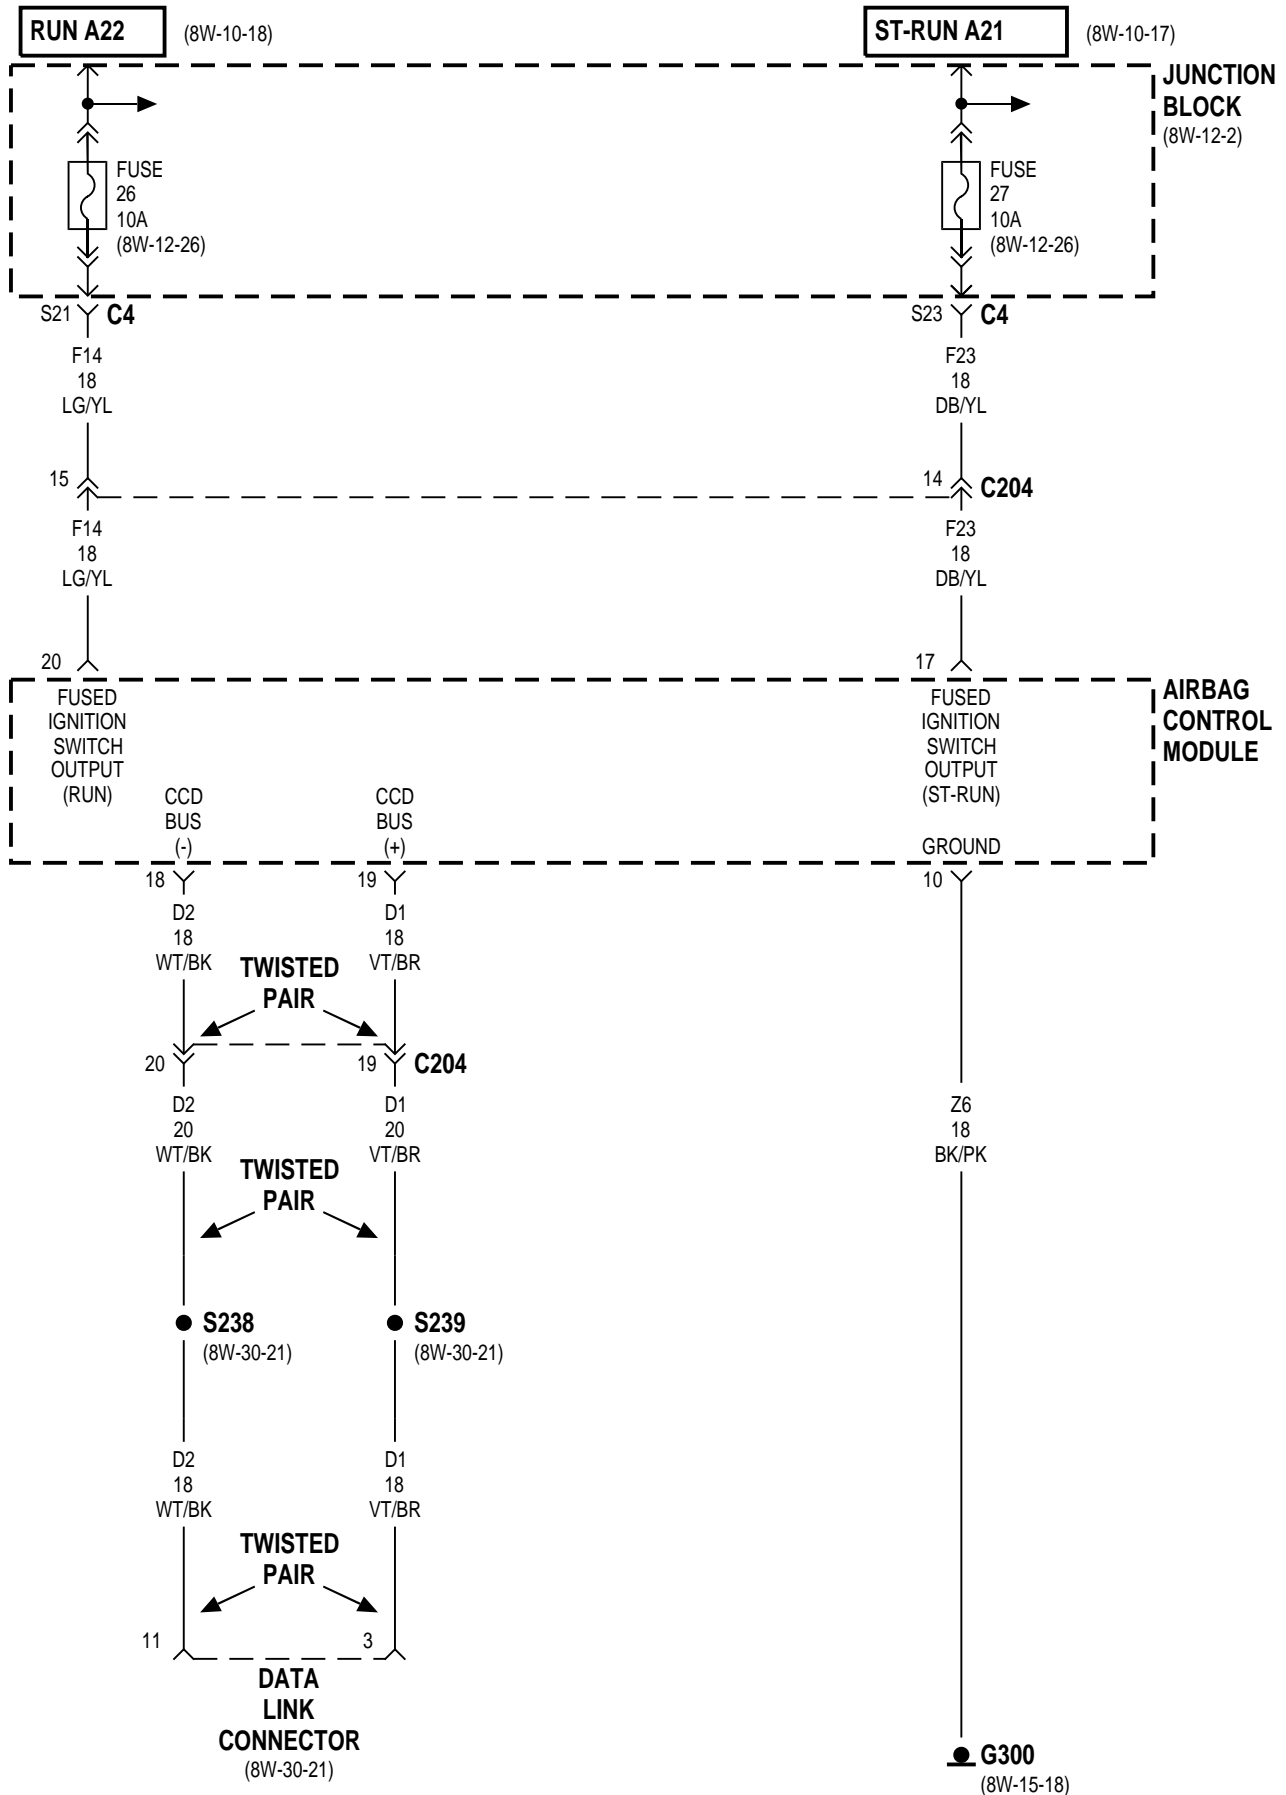 RUN A22 (8W-10-18) ST-RUN A21 (8W-10-17)
JUNCTION
BLOCK
(8W-12-2)
FUSE
26
10A
(8W-12-26)
FUSE
27
10A
(8W-12-26)
S21 C4 S23 C4
F14
18
LG/YL
F23
18
DB/YL
15 14 C204
F14
18
LG/YL
F23
18
DB/YL
20 17
AIRBAG
CONTROL
MODULE
FUSED
IGNITION
SWITCH
OUTPUT
(RUN)
FUSED
IGNITION
SWITCH
OUTPUT
(ST-RUN)
CCD
BUS
(-)
CCD
BUS
(+)
GROUND
18 19 10
D2
18
WT/BK
D1
18
VT/BR
TWISTED
PAIR
20 19 C204
D2
20
WT/BK
D1
20
VT/BR
Z6
18
BK/PK
TWISTED
PAIR
S238
(8W-30-21)
S239
(8W-30-21)
D2
18
WT/BK
D1
18
VT/BR
TWISTED
PAIR
11 3
DATA
LINK
CONNECTOR
(8W-30-21)
G300
(8W-15-18)